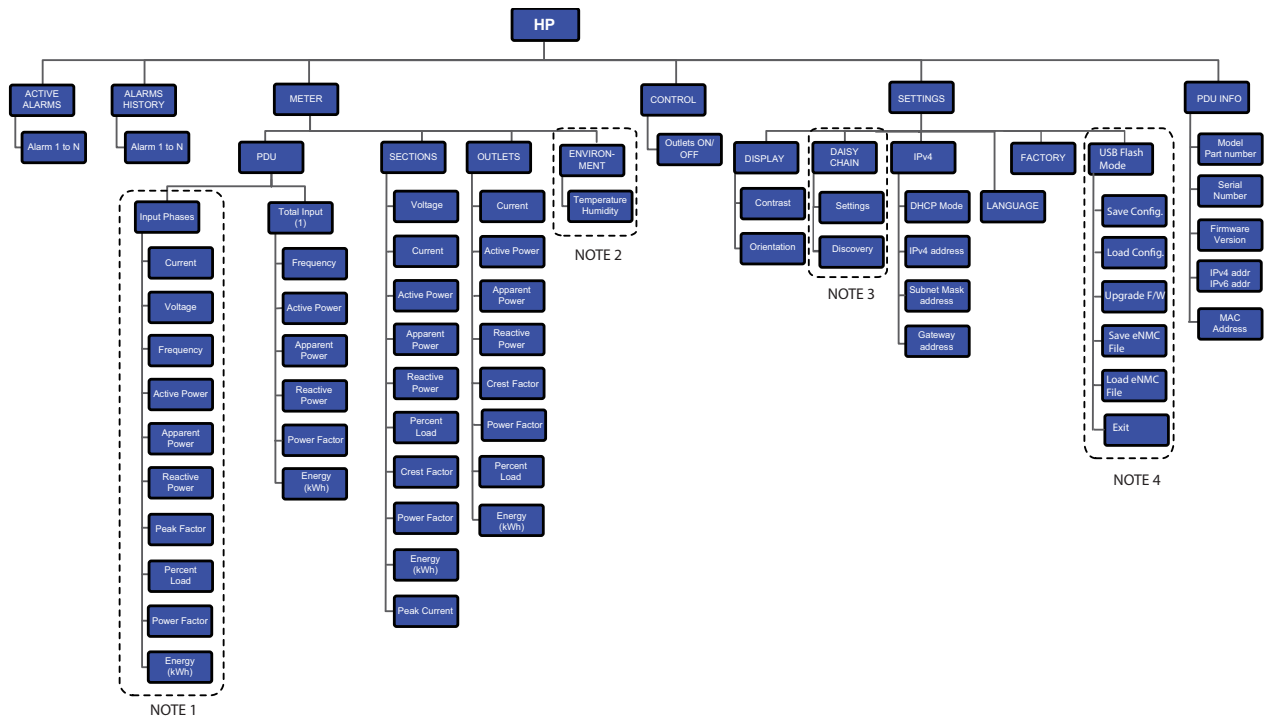 HP
ACTIVE
ALARMS
Alarm 1 to N
ALARMS
HISTORY
Alarm 1 to N
METER
PDU
Input Phases
Current
Voltage
Frequency
Active Power
Apparent
Power
Reactive
Power
Peak Factor
Percent
Load
Power Factor
Energy
(kWh)
NOTE 1
Total Input
(1)
Frequency
Active Power
Apparent
Power
Reactive
Power
Power Factor
Energy
(kWh)
SECTIONS
Voltage
Current
Active Power
Apparent
Power
Reactive
Power
Percent
Load
Crest Factor
Power Factor
Energy
(kWh)
Peak Current
OUTLETS
Current
Active Power
Apparent
Power
Reactive
Power
Crest Factor
Power Factor
Percent
Load
Energy
(kWh)
ENVIRON-
MENT
Temperature
Humidity
NOTE 2
CONTROL
Outlets ON/
OFF
SETTINGS
DISPLAY
Contrast
Orientation
DAISY
CHAIN
Settings
Discovery
NOTE 3
IPv4
DHCP Mode
IPv4 address
Subnet Mask
address
Gateway
address
LANGUAGE
FACTORY
USB Flash
Mode
Save Config.
Load Config.
Upgrade F/W
Save eNMC
File
Load eNMC
File
Exit
NOTE 4
PDU INFO
Model
Part number
Serial
Number
Firmware
Version
IPv4 addr
IPv6 addr
MAC
Address